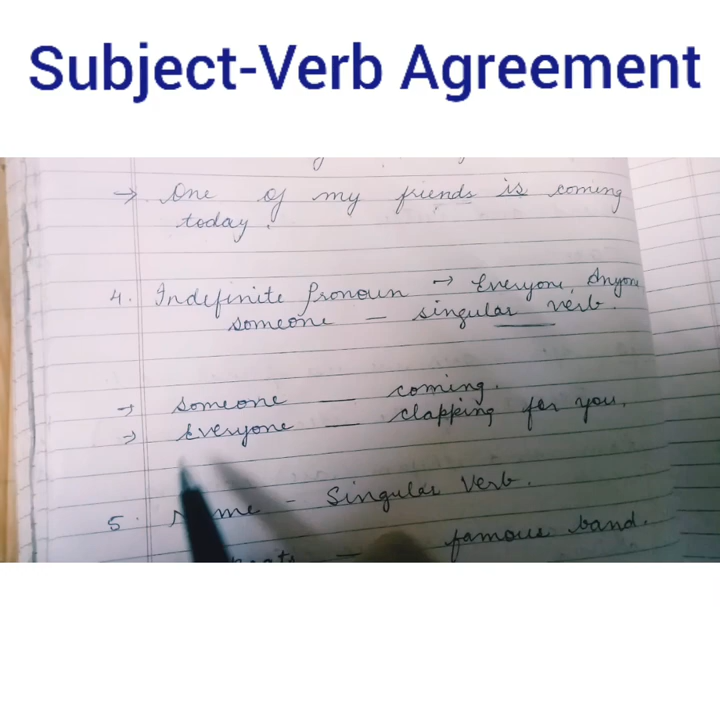 Subject-Verb Agreement
→ One of my friends is coming
today.
4. Indefinite Pronoun → Everyone, Anyone
someone - singular verb.
→ someone — coming.
→ Everyone — clapping for you.
5. - Singular Verb.
— famous band.